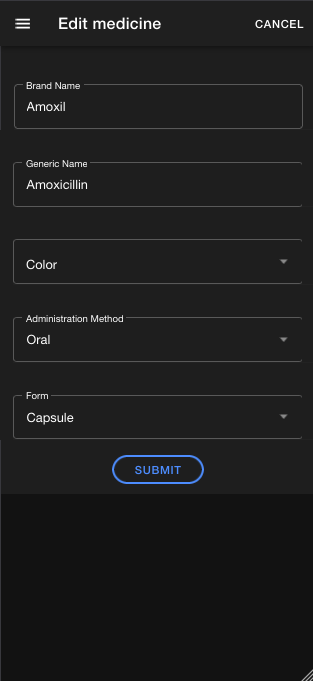 Edit medicine
CANCEL
Brand Name
Amoxil
Generic Name
Amoxicillin
Color
Administration Method
Oral
Form
Capsule
SUBMIT